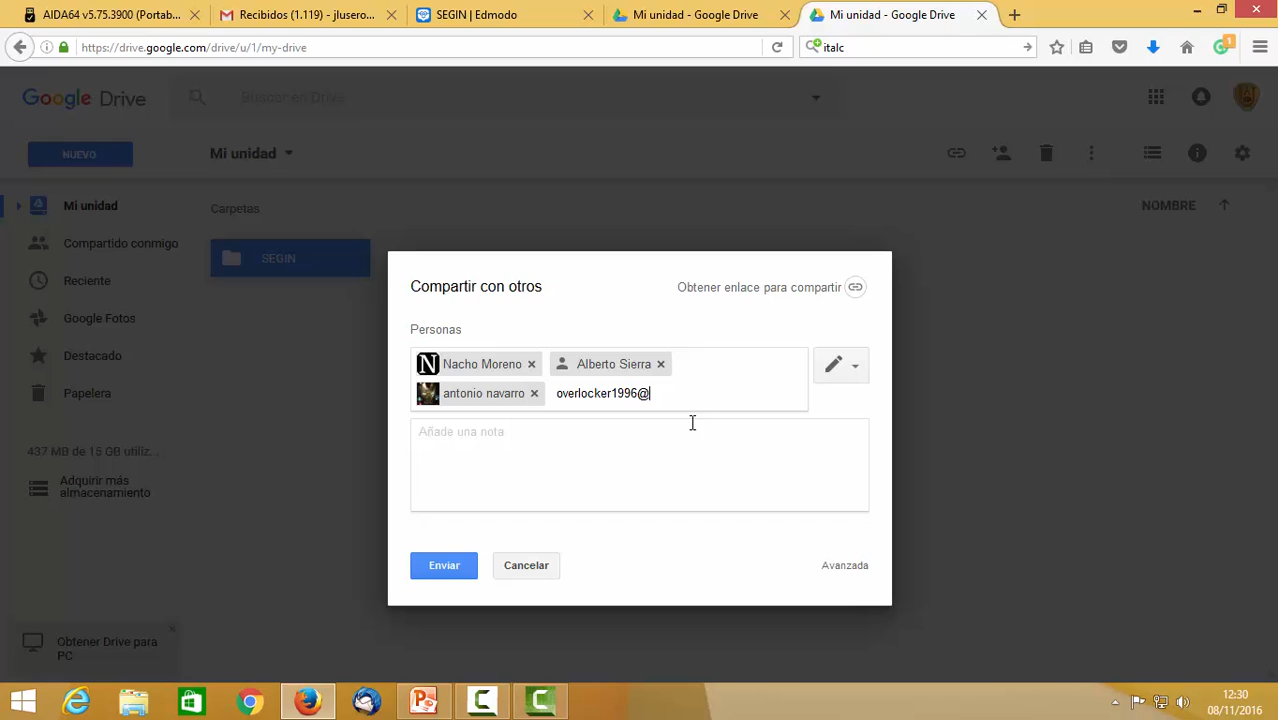 AIDA64 v5.75.3900 (Portab...
Recibidos (1.119) - jlusero...
SEGIN | Edmodo
Mi unidad - Google Drive
Mi unidad - Google Drive
https://drive.google.com/drive/u/1/my-drive
italc
1
Google Drive
Buscar en Drive
NUEVO
Mi unidad
Mi unidad
Compartido conmigo
Reciente
Google Fotos
Destacado
Papelera
437 MB de 15 GB utiliz...
Adquirir más
almacenamiento
Obtener Drive para
PC
Carpetas
NOMBRE
SEGIN
Compartir con otros
Obtener enlace para compartir
Personas
N Nacho Moreno
Alberto Sierra
antonio navarro
overlocker1996@
Añade una nota
Enviar
Cancelar
Avanzada
12:30
08/11/2016